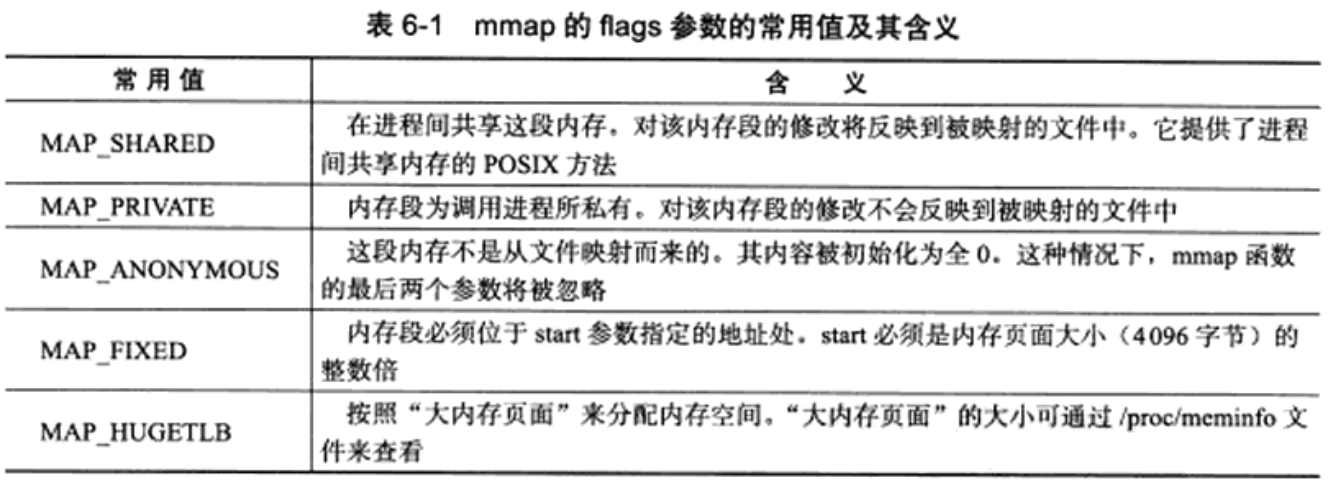 表 6-1 mmap 的 flags 参数的常用值及其含义
常用值 含 义
MAP_SHARED 在进程间共享这段内存。对该内存段的修改将反映到被映射的文件中。它提供了进程
间共享内存的 POSIX 方法
MAP_PRIVATE 内存段为调用进程所私有。对该内存段的修改不会反映到被映射的文件中
MAP_ANONYMOUS 这段内存不是从文件映射而来的。其内容被初始化为全 0。这种情况下，mmap 函数
的最后两个参数将被忽略
MAP_FIXED 内存段必须位于 start 参数指定的地址处。start 必须是内存页面大小（4096 字节）的
整数倍
MAP_HUGETLB 按照“大内存页面”来分配内存空间。“大内存页面”的大小可通过 /proc/meminfo 文
件来查看